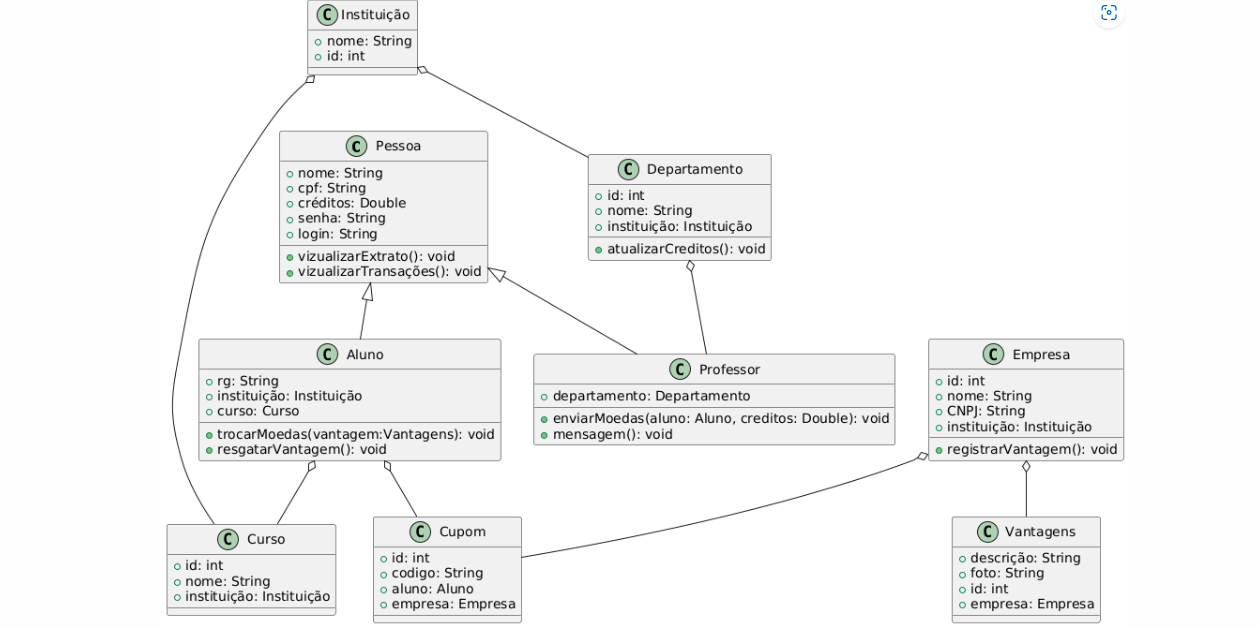 C Instituição
nome: String
id: int
C Pessoa
nome: String
cpf: String
créditos: Double
senha: String
login: String
vizualizarExtrato(): void
vizualizarTransações(): void
C Departamento
id: int
nome: String
instituição: Instituição
atualizarCreditos(): void
C Aluno
rg: String
instituição: Instituição
curso: Curso
trocarMoedas(vantagem:Vantagens): void
resgatarVantagem(): void
C Professor
departamento: Departamento
enviarMoedas(aluno: Aluno, creditos: Double): void
mensagem(): void
C Empresa
id: int
nome: String
CNPJ: String
instituição: Instituição
registrarVantagem(): void
C Curso
id: int
nome: String
instituição: Instituição
C Cupom
id: int
codigo: String
aluno: Aluno
empresa: Empresa
C Vantagens
descrição: String
foto: String
id: int
empresa: Empresa